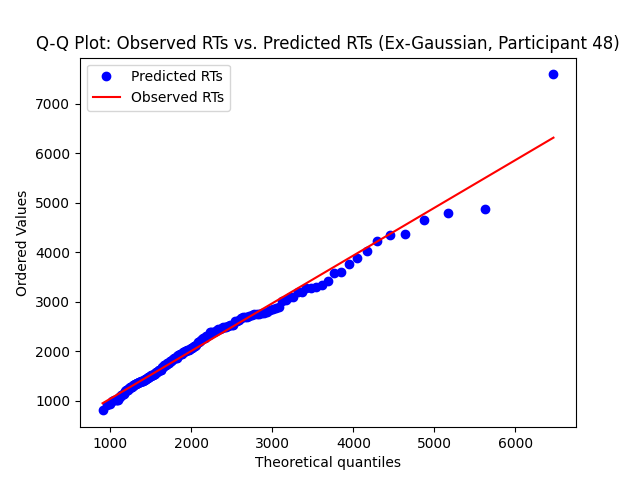 Q-Q Plot: Observed RTs vs. Predicted RTs (Ex-Gaussian, Participant 48)
Predicted RTs
Observed RTs
Ordered Values
7000
6000
5000
4000
3000
2000
1000
1000 2000 3000 4000 5000 6000
Theoretical quantiles